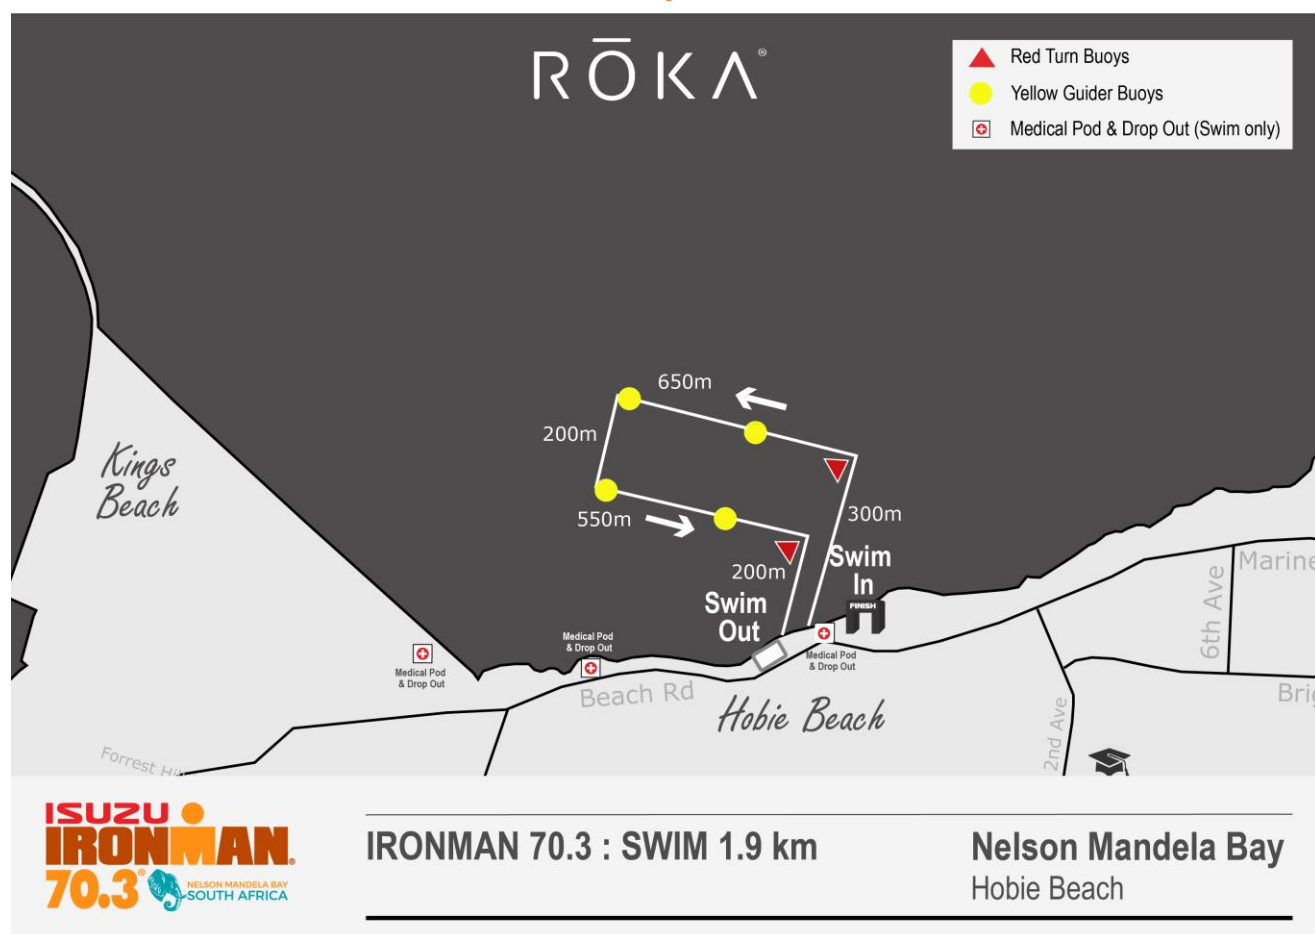 RŌKA®
Red Turn Buoys
Yellow Guider Buoys
Medical Pod & Drop Out (Swim only)
650m
200m
Kings
Beach
550m
300m
200m
Swim
In
Swim
Out
FINISH
Medical Pod
& Drop Out
Medical Pod
& Drop Out
Medical Pod
& Drop Out
Beach Rd
Hobie Beach
6th Ave
Marine
2nd Ave
Forrest
ISUZU
IRONMAN®
70.3®
NELSON MANDELA BAY
SOUTH AFRICA
IRONMAN 70.3 : SWIM 1.9 km
Nelson Mandela Bay
Hobie Beach